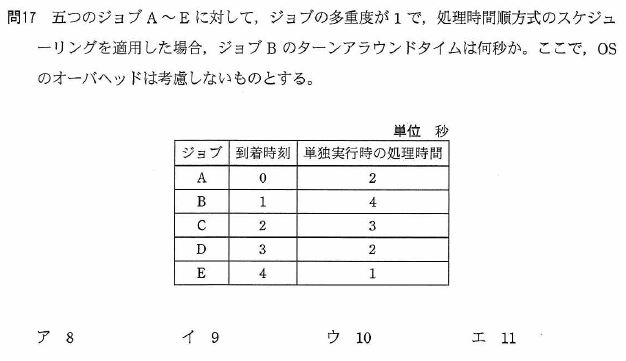 問17 五つのジョブA～Eに対して，ジョブの多重度が1で，処理時間順方式のスケジュ
ーリングを適用した場合，ジョブBのターンアラウンドタイムは何秒か。ここで，OS
のオーバヘッドは考慮しないものとする。
単位 秒
ジョブ 到着時刻 単独実行時の処理時間
A 0 2
B 1 4
C 2 3
D 3 2
E 4 1
ア 8 イ 9 ウ 10 エ 11